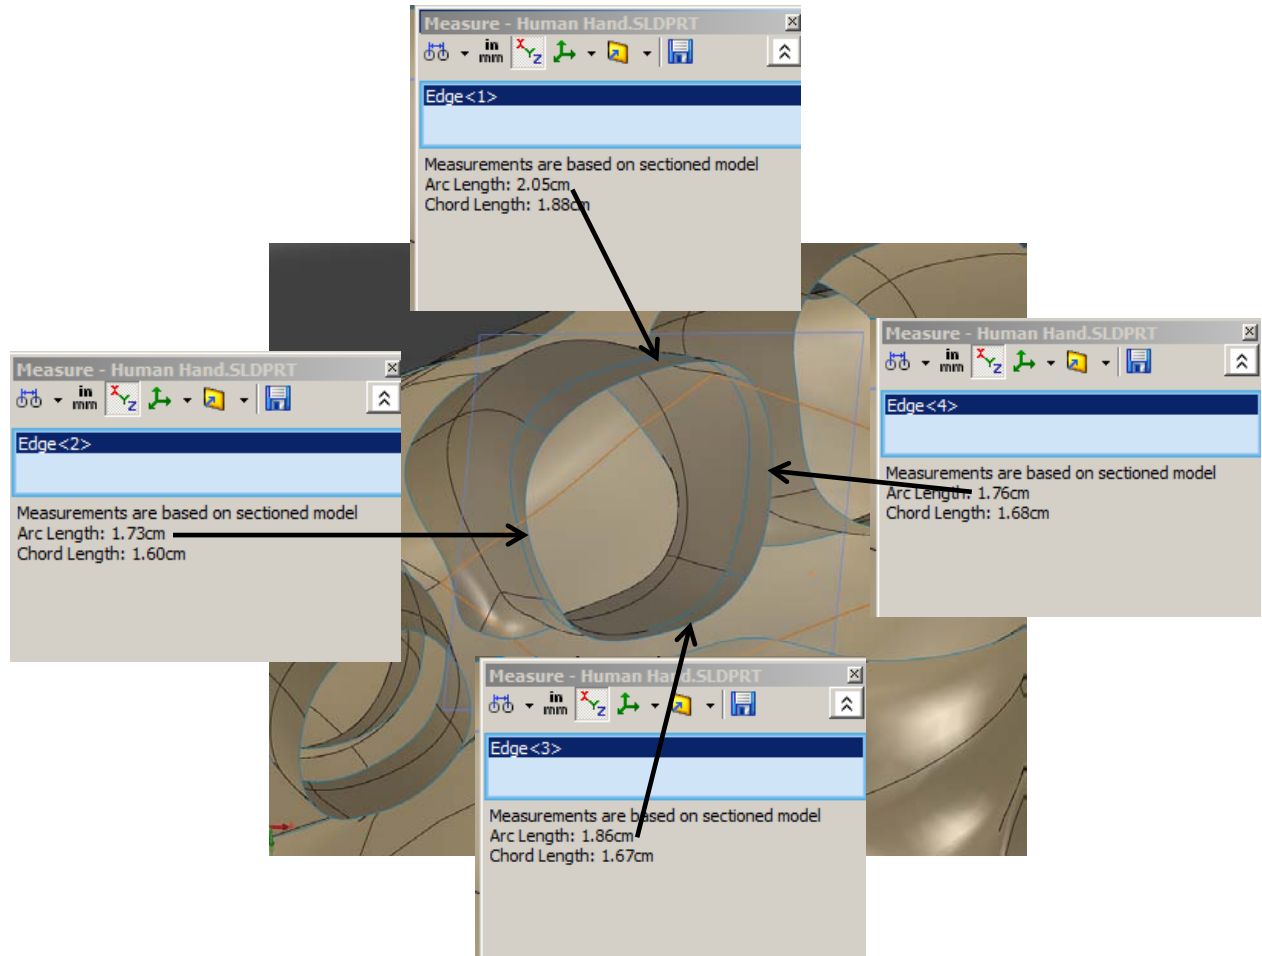 Measure - Human Hand.SLDPRT
in
mm
X
Y
Z
Edge<1>
Measurements are based on sectioned model
Arc Length: 2.05cm
Chord Length: 1.88cm
Measure - Human Hand.SLDPRT
in
mm
X
Y
Z
Edge<2>
Measurements are based on sectioned model
Arc Length: 1.73cm
Chord Length: 1.60cm
Measure - Human Hand.SLDPRT
in
mm
X
Y
Z
Edge<4>
Measurements are based on sectioned model
Arc Length: 1.76cm
Chord Length: 1.68cm
Measure - Human Hand.SLDPRT
in
mm
X
Y
Z
Edge<3>
Measurements are based on sectioned model
Arc Length: 1.86cm
Chord Length: 1.67cm